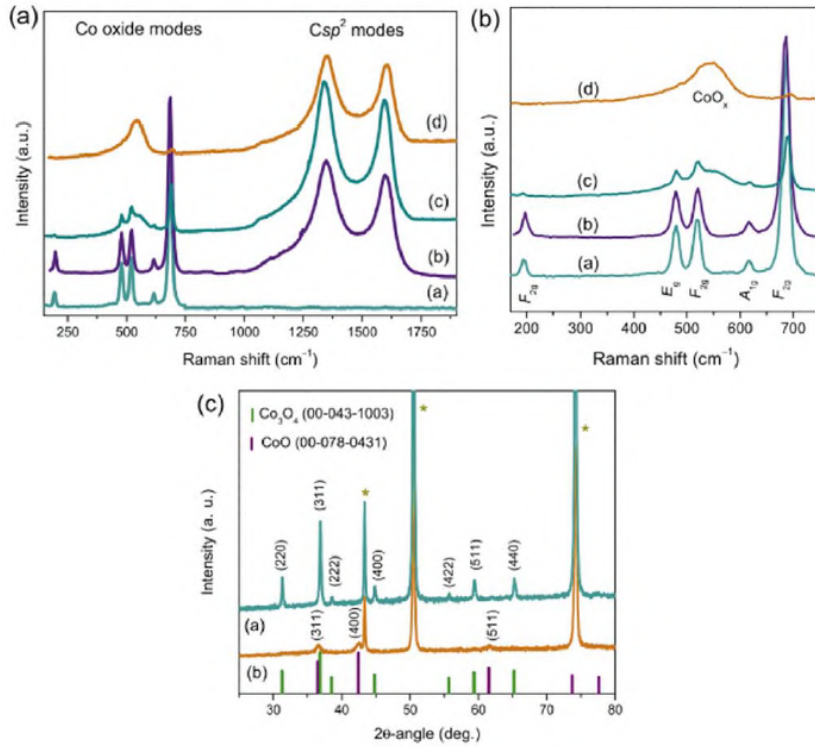 (a)
Co oxide modes
Csp² modes
(d)
(c)
(b)
(a)
Intensity (a.u.)
250
500
750
1000
1250
1500
1750
Raman shift (cm⁻¹)
(b)
(d)
CoOₓ
(c)
(b)
(a)
F₂g
E_g
F₂g
A₁g
F₂g
Intensity (a.u.)
200
300
400
500
600
700
Raman shift (cm⁻¹)
(c)
Co₃O₄ (00-043-1003)
CoO (00-078-0431)
(220)
(311)
(222)
*
(400)
*
(422)
(511)
(440)
*
(a)
(311)
(400)
(511)
(b)
Intensity (a. u.)
30
40
50
60
70
80
2θ-angle (deg.)